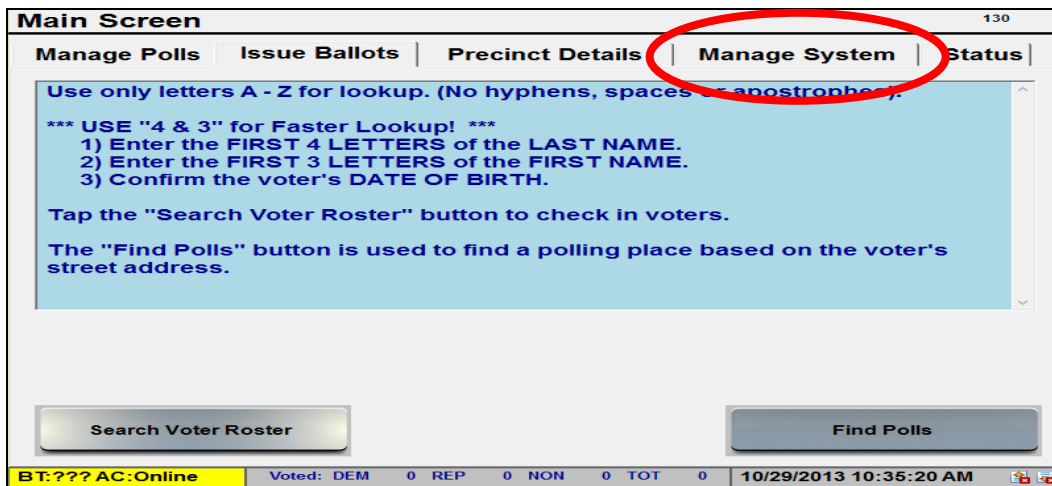 Main Screen 130
Manage Polls Issue Ballots Precinct Details Manage System Status
Use only letters A - Z for lookup. (No hyphens, spaces or apostrophes).
*** USE "4 & 3" for Faster Lookup! ***
1) Enter the FIRST 4 LETTERS of the LAST NAME.
2) Enter the FIRST 3 LETTERS of the FIRST NAME.
3) Confirm the voter's DATE OF BIRTH.
Tap the "Search Voter Roster" button to check in voters.
The "Find Polls" button is used to find a polling place based on the voter's
street address.
Search Voter Roster Find Polls
BT:??? AC:Online Voted: DEM 0 REP 0 NON 0 TOT 0 10/29/2013 10:35:20 AM